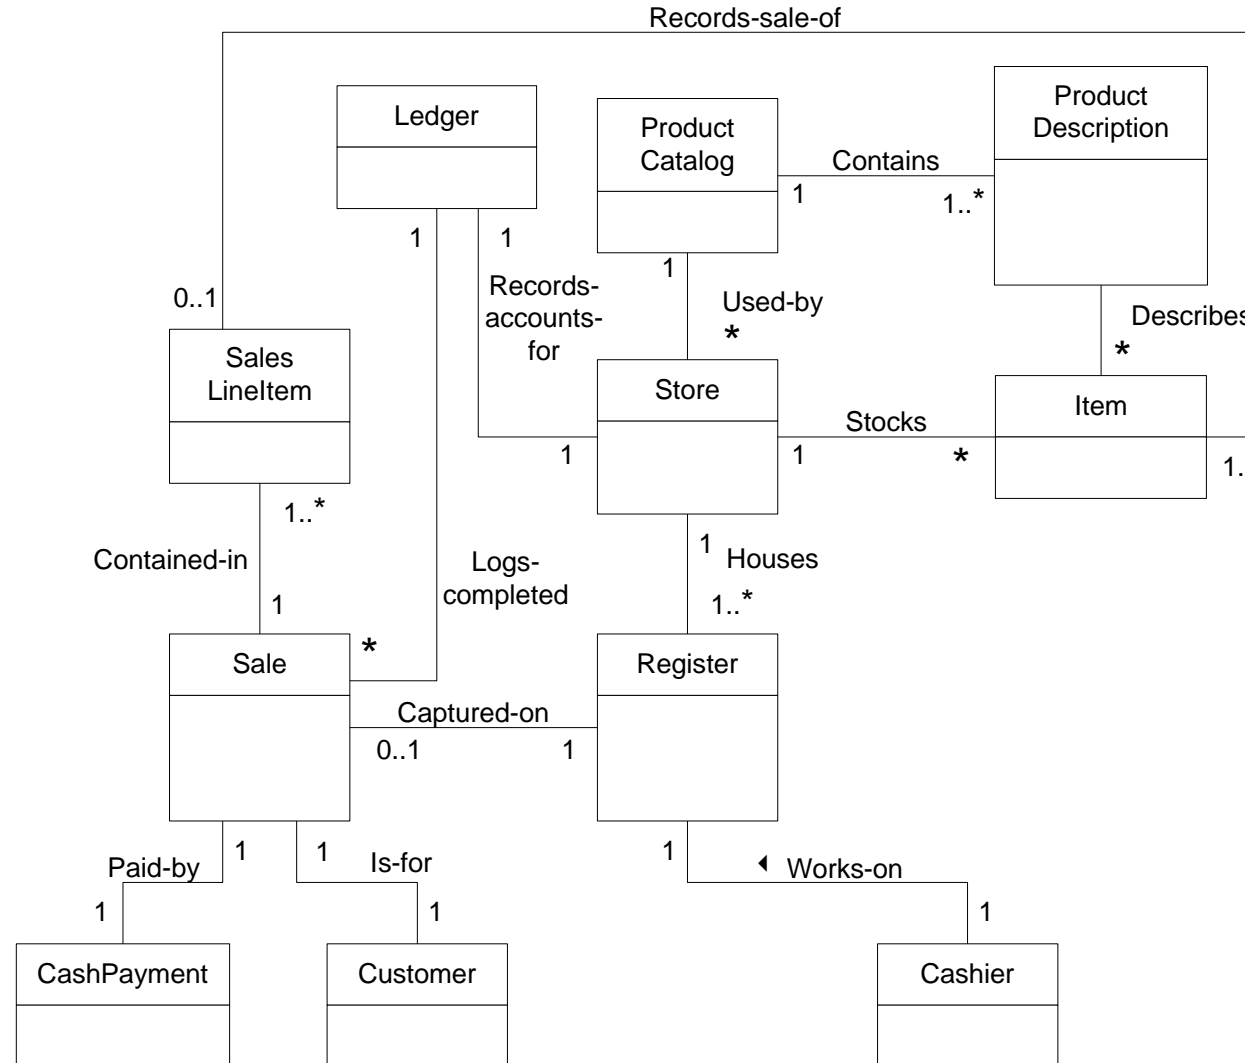 Records-sale-of
Ledger
Product
Catalog
Product
Description
Contains
1
1..*
1
1
1
Records-
accounts-
for
Used-by
*
Describes
*
0..1
Sales
LineItem
Store
Item
Stocks
1
1
*
1..
1..*
Contained-in
1
Logs-
completed
1
Houses
1..*
Sale
*
Register
Captured-on
0..1
1
Paid-by
1
1
Is-for
1
Works-on
1
1
1
CashPayment
Customer
Cashier